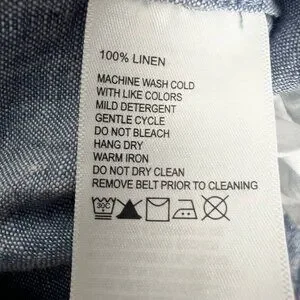 100% LINEN
MACHINE WASH COLD
WITH LIKE COLORS
MILD DETERGENT
GENTLE CYCLE
DO NOT BLEACH
HANG DRY
WARM IRON
DO NOT DRY CLEAN
REMOVE BELT PRIOR TO CLEANING
30C